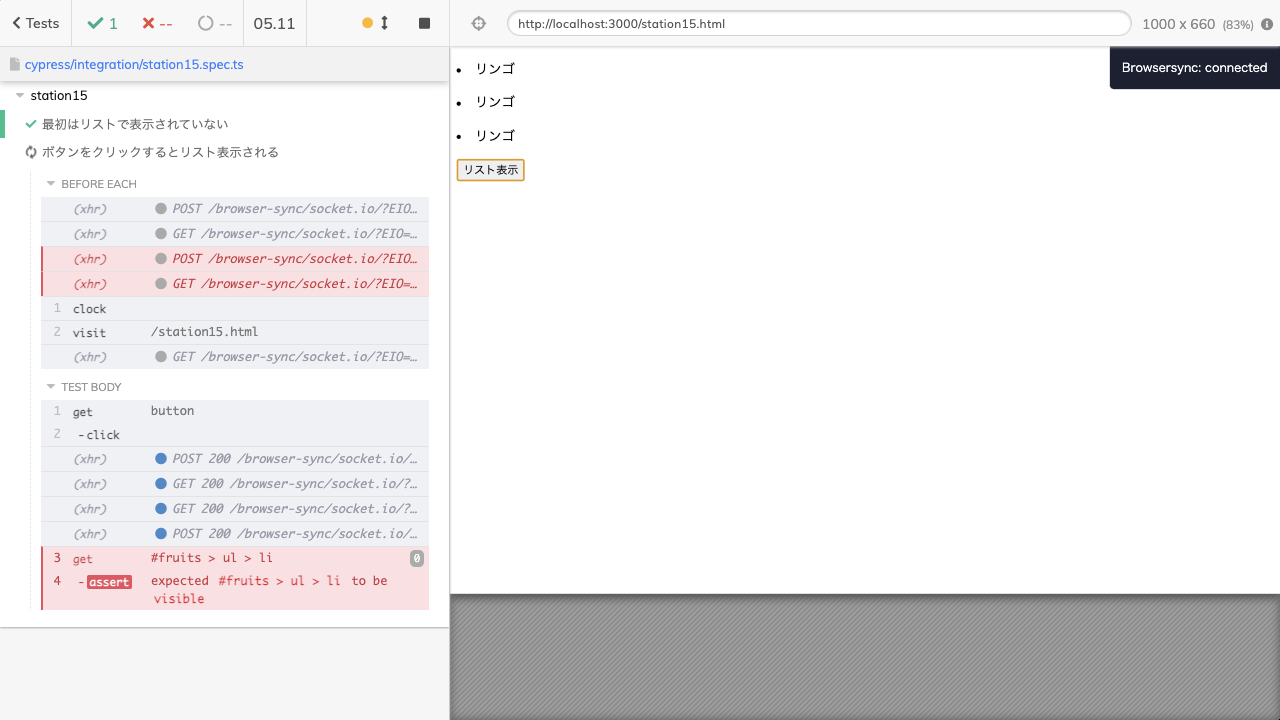 Tests
1
--
--
05.11
http://localhost:3000/station15.html
1000 x 660 (83%)
cypress/integration/station15.spec.ts
Browsersync: connected
station15
最初はリストで表示されていない
ボタンをクリックするとリスト表示される
BEFORE EACH
(xhr) POST /browser-sync/socket.io/?EIO…
(xhr) GET /browser-sync/socket.io/?EIO=…
(xhr) POST /browser-sync/socket.io/?EIO…
(xhr) GET /browser-sync/socket.io/?EIO=…
1 clock
2 visit /station15.html
(xhr) GET /browser-sync/socket.io/?EIO=…
TEST BODY
1 get button
2 -click
(xhr) POST 200 /browser-sync/socket.io/…
(xhr) GET 200 /browser-sync/socket.io/?…
(xhr) GET 200 /browser-sync/socket.io/?…
(xhr) POST 200 /browser-sync/socket.io/…
3 get #fruits > ul > li 0
4 -assert expected #fruits > ul > li to be
visible
• リンゴ
• リンゴ
• リンゴ
リスト表示